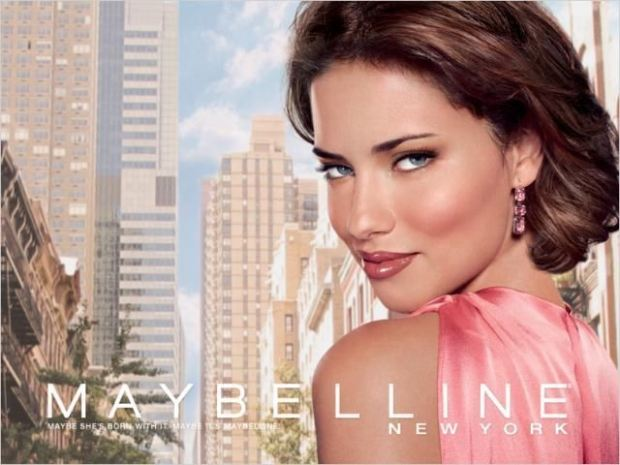 MAYBELLINE®
MAYBE SHE'S BORN WITH IT. MAYBE IT'S MAYBELLINE.
NEW YORK